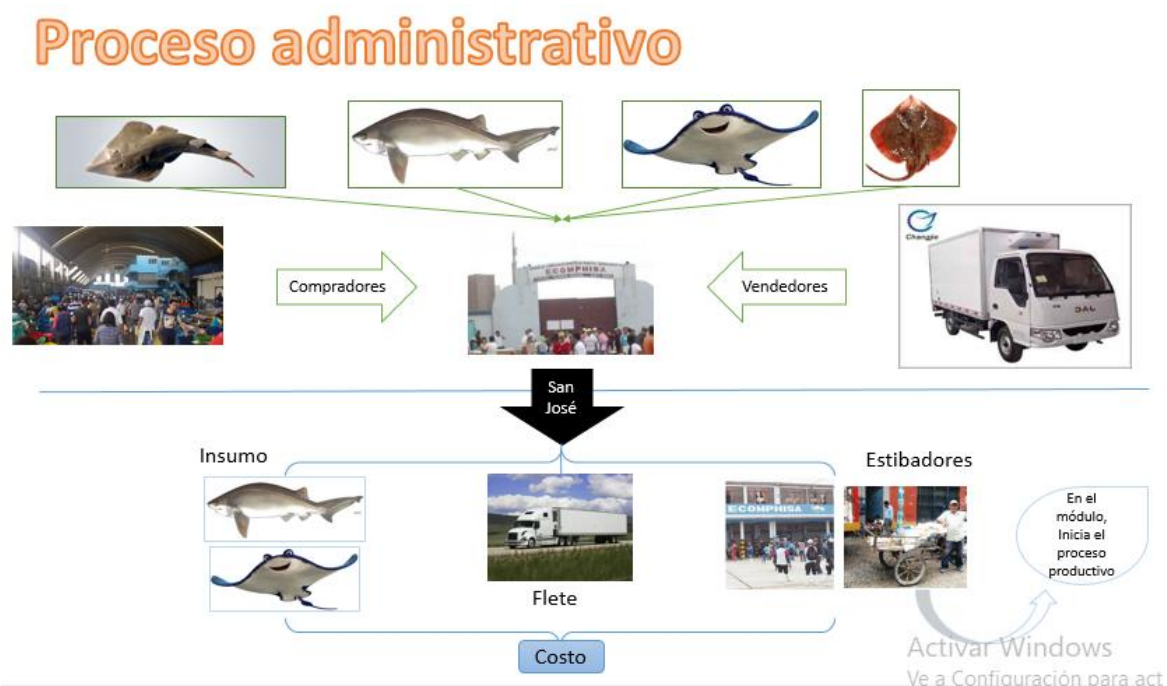 Proceso administrativo
Changjie
ECOMPHISA
Compradores
Vendedores
San
José
Insumo
Estibadores
ECOMPHISA
En el
módulo,
Inicia el
proceso
productivo
Flete
Costo
Activar Windows
Ve a Configuración para act